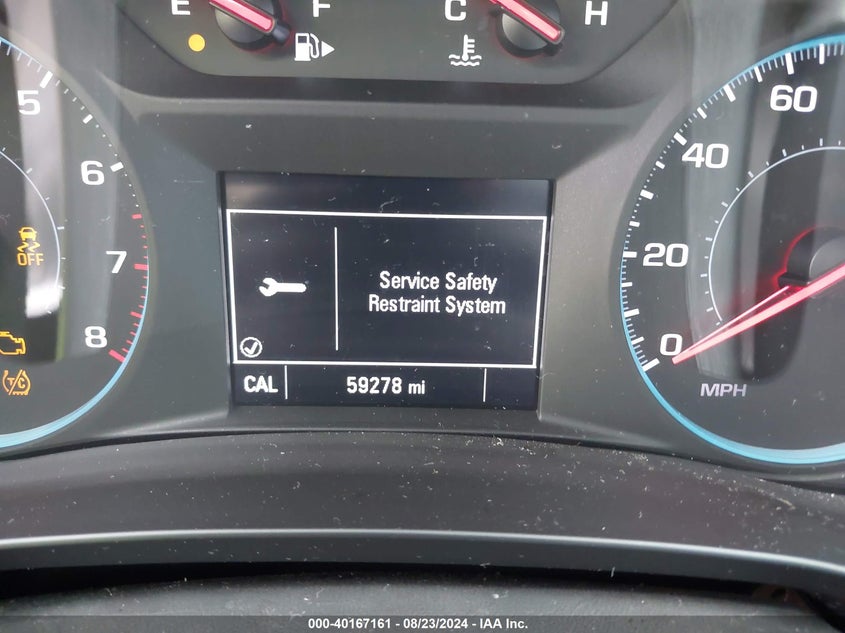 E F C H
5 6 7 8
OFF
T/C
Service Safety
Restraint System
CAL 59278 mi
60
40
20
0
MPH
000-40167161 - 08/23/2024 - © IAA, Inc.